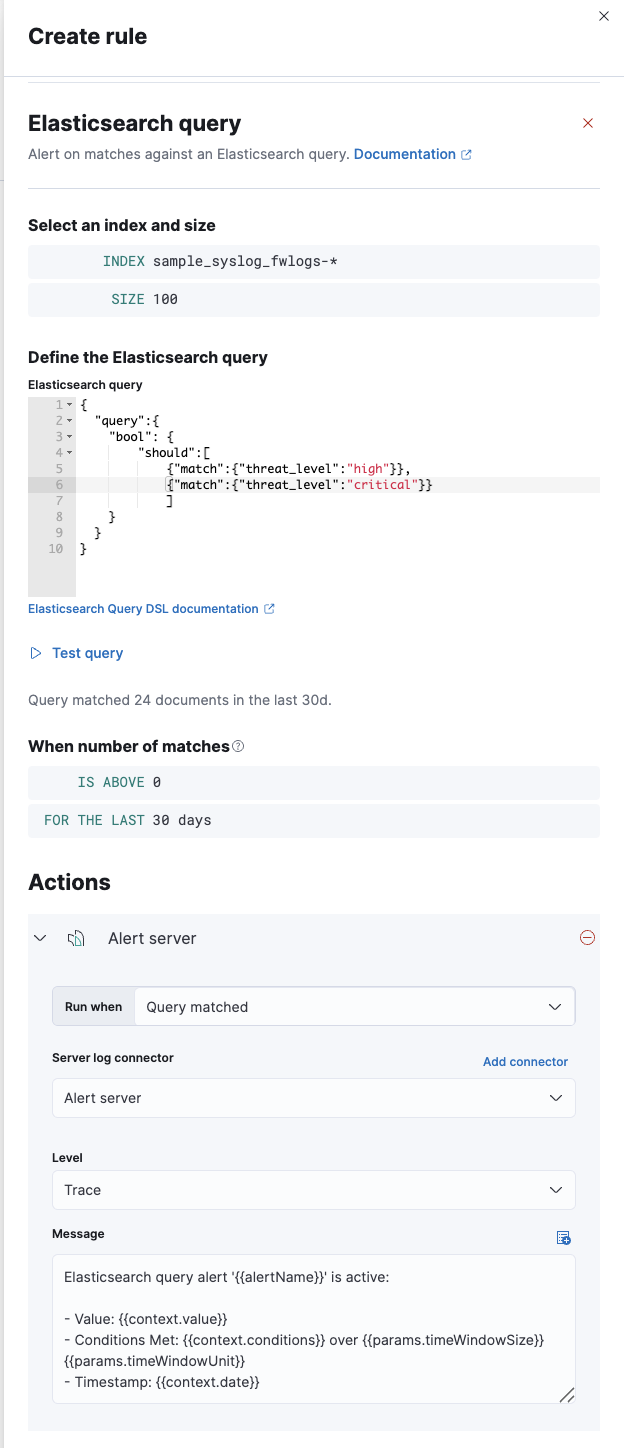 Create rule
Elasticsearch query
Alert on matches against an Elasticsearch query. Documentation
Select an index and size
INDEX sample_syslog_fwlogs-*
SIZE 100
Define the Elasticsearch query
Elasticsearch query
1 {
2 "query":{
3 "bool": {
4 "should":[
5 {"match":{"threat_level":"high"}},
6 {"match":{"threat_level":"critical"}}
7 ]
8 }
9 }
10 }
Elasticsearch Query DSL documentation
Test query
Query matched 24 documents in the last 30d.
When number of matches
IS ABOVE 0
FOR THE LAST 30 days
Actions
Alert server
Run when Query matched
Server log connector Add connector
Alert server
Level
Trace
Message
Elasticsearch query alert '{{alertName}}' is active:
- Value: {{context.value}}
- Conditions Met: {{context.conditions}} over {{params.timeWindowSize}}
{{params.timeWindowUnit}}
- Timestamp: {{context.date}}